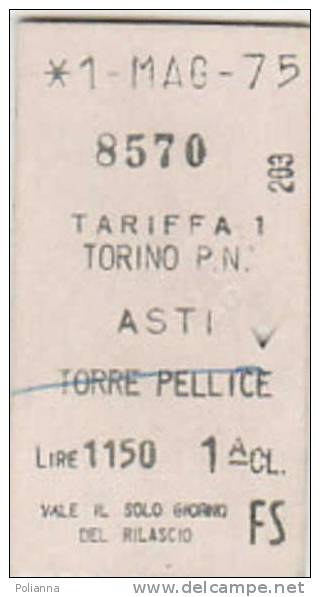 *1-MAG-75
8570
203
TARIFFA 1
TORINO P.N.
ASTI
TORRE PELLICE
LIRE 1150 1A CL.
VALE IL SOLO GIORNO
DEL RILASCIO
FS
Polianna
www.delcampe.net